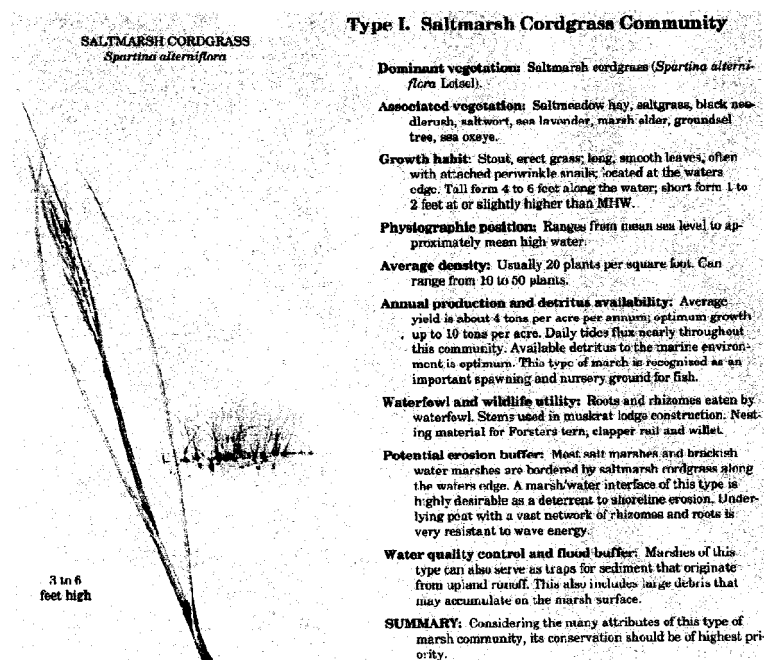 Type I. Saltmarsh Cordgrass Community
SALTMARSH CORDGRASS
Spartina alterniflora
Dominant vegetation: Saltmarsh cordgrass (Spartina alterni-
flora Loisel).
Associated vegetation: Saltmeadow hay, saltgrass, black nee-
dlerush, saltwort, sea lavender, marsh elder, groundsel
tree, sea oxeye.
Growth habit: Stout, erect grass; long, smooth leaves, often
with attached periwinkle snails; located at the waters
edge. Tall form 4 to 6 feet along the water; short form 1 to
2 feet at or slightly higher than MHW.
Physiographic position: Ranges from mean sea level to ap-
proximately mean high water.
Average density: Usually 20 plants per square foot. Can
range from 10 to 50 plants.
Annual production and detritus availability: Average
yield is about 4 tons per acre per annum; optimum growth
up to 10 tons per acre. Daily tides flux nearly throughout
this community. Available detritus to the marine environ-
ment is optimum. This type of march is recognised as an
important spawning and nursery ground for fish.
Waterfowl and wildlife utility: Roots and rhizomes eaten by
waterfowl. Stems used in muskrat lodge construction. Nest-
ing material for Forsters tern, clapper rail and willet.
Potential erosion buffer: Most salt marshes and brackish
water marshes are bordered by saltmarsh cordgrass along
the waters edge. A marsh/water interface of this type is
highly desirable as a deterrent to shoreline erosion. Under-
lying peat with a vast network of rhizomes and roots is
very resistant to wave energy.
Water quality control and flood buffer: Marshes of this
type can also serve as traps for sediment that originate
from upland runoff. This also includes large debris that
may accumulate on the marsh surface.
SUMMARY: Considering the many attributes of this type of
marsh community, its conservation should be of highest pri-
ority.
3 to 6
feet high